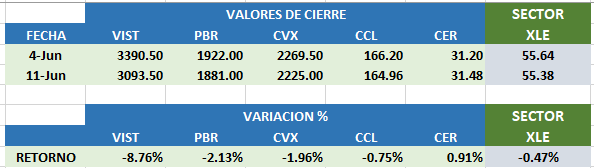 VALORES DE CIERRE SECTOR
FECHA VIST PBR CVX CCL CER XLE
4-Jun 3390.50 1922.00 2269.50 166.20 31.20 55.64
11-Jun 3093.50 1881.00 2225.00 164.96 31.48 55.38
VARIACION % SECTOR
VIST PBR CVX CCL CER XLE
RETORNO -8.76% -2.13% -1.96% -0.75% 0.91% -0.47%